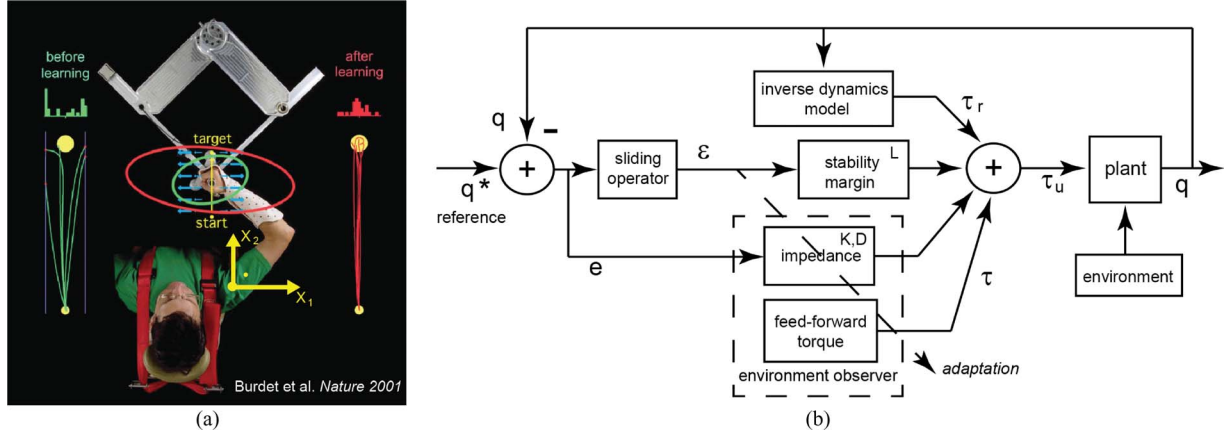 before
learning
after
learning
target
start
X₂
X₁
Burdet et al. Nature 2001
(a)
q
−
+
q*
reference
sliding
operator
ε
inverse dynamics
model
τr
stability
margin
L
+
τu
plant
q
environment
e
K,D
impedance
τ
feed-forward
torque
environment observer
adaptation
(b)